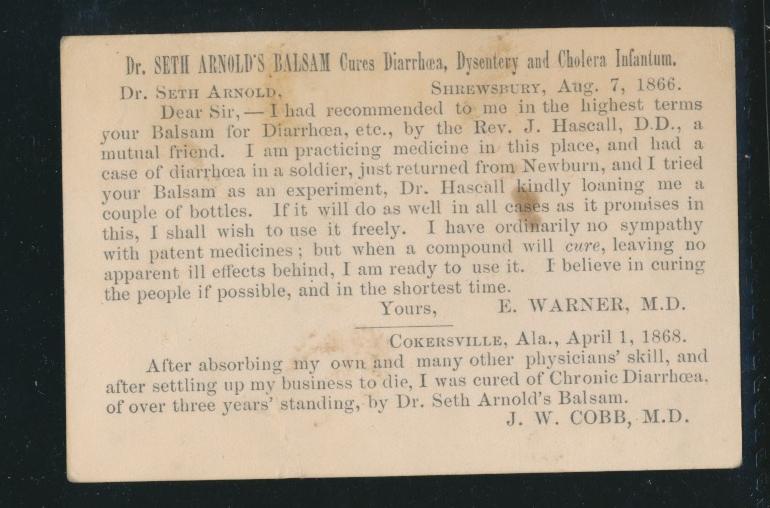 Dr. SETH ARNOLD'S BALSAM Cures Diarrhœa, Dysentery and Cholera Infantum.
Dr. SETH ARNOLD, SHREWSBURY, Aug. 7, 1866.
Dear Sir,—I had recommended to me in the highest terms
your Balsam for Diarrhœa, etc., by the Rev. J. Hascall, D.D., a
mutual friend. I am practicing medicine in this place, and had a
case of diarrhœa in a soldier, just returned from Newburn, and I tried
your Balsam as an experiment, Dr. Hascall kindly loaning me a
couple of bottles. If it will do as well in all cases as it promises in
this, I shall wish to use it freely. I have ordinarily no sympathy
with patent medicines; but when a compound will cure, leaving no
apparent ill effects behind, I am ready to use it. I believe in curing
the people if possible, and in the shortest time.
Yours, E. WARNER, M.D.
COKERSVILLE, Ala., April 1, 1868.
After absorbing my own and many other physicians' skill, and
after settling up my business to die, I was cured of Chronic Diarrhœa,
of over three years' standing, by Dr. Seth Arnold's Balsam.
J. W. COBB, M.D.